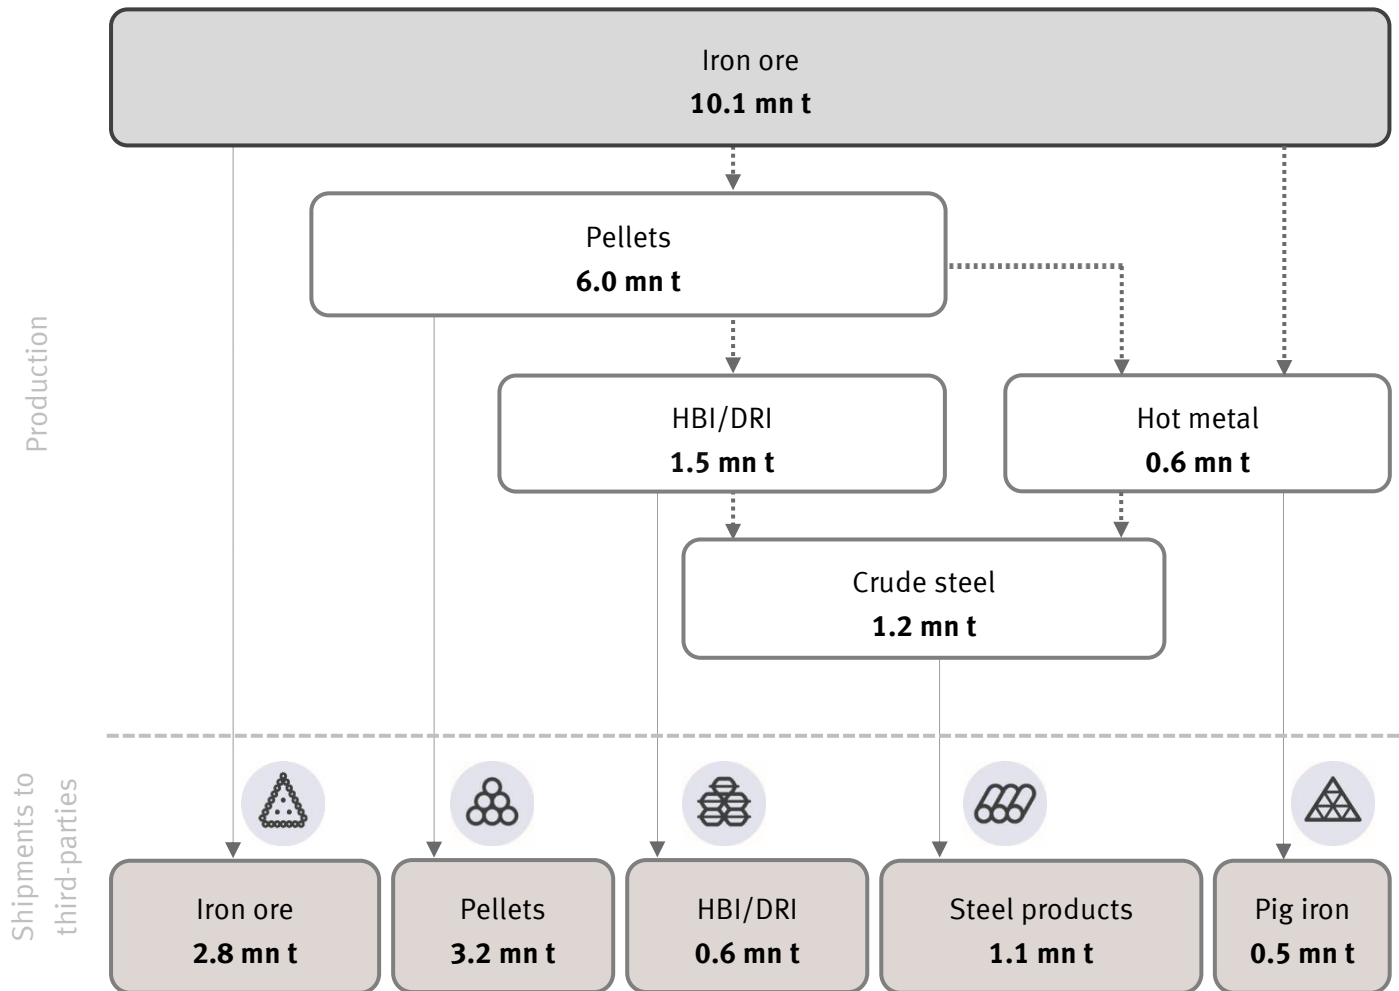 Iron ore
10.1 mn t
Pellets
6.0 mn t
Production
HBI/DRI
1.5 mn t
Hot metal
0.6 mn t
Crude steel
1.2 mn t
Shipments to
third-parties
Iron ore
2.8 mn t
Pellets
3.2 mn t
HBI/DRI
0.6 mn t
Steel products
1.1 mn t
Pig iron
0.5 mn t